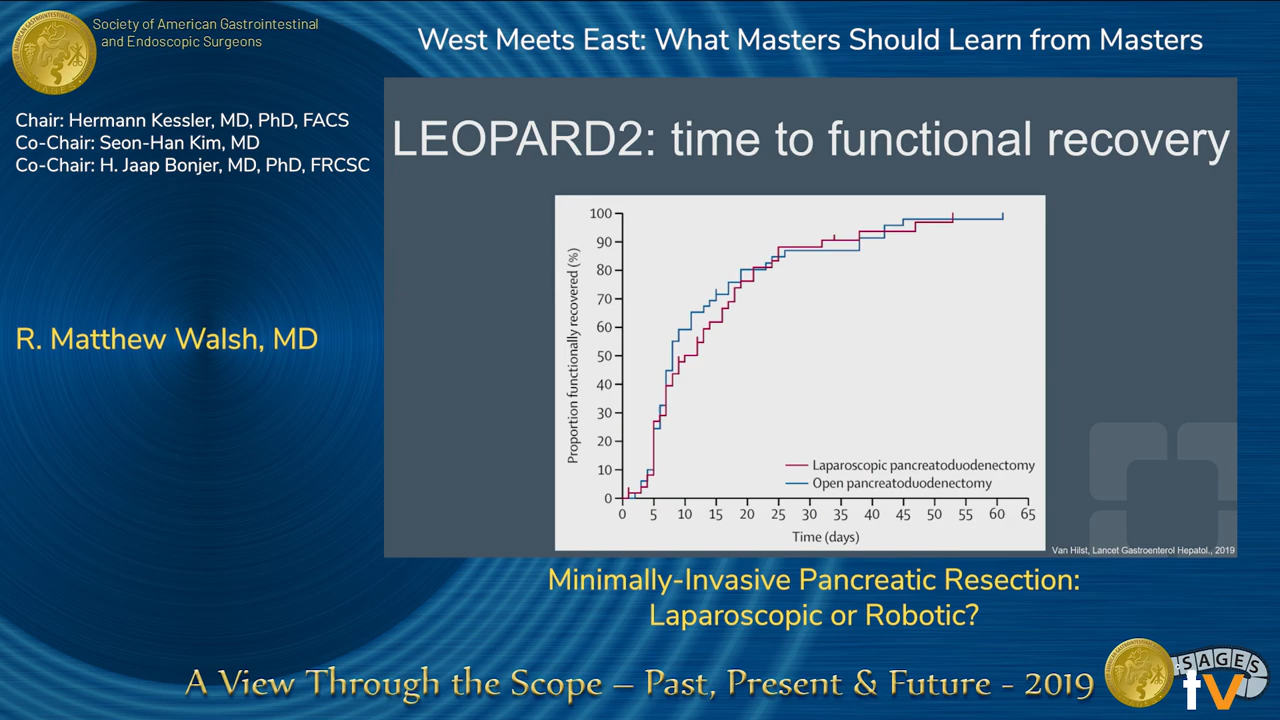 Society of American Gastrointestinal
and Endoscopic Surgeons
West Meets East: What Masters Should Learn from Masters
Chair: Hermann Kessler, MD, PhD, FACS
Co-Chair: Seon-Han Kim, MD
Co-Chair: H. Jaap Bonjer, MD, PhD, FRCSC
R. Matthew Walsh, MD
LEOPARD2: time to functional recovery
Proportion functionally recovered (%)
100
90
80
70
60
50
40
30
20
10
0
Laparoscopic pancreatoduodenectomy
Open pancreatoduodenectomy
0 5 10 15 20 25 30 35 40 45 50 55 60 65
Time (days)
Van Hilst, Lancet Gastroenterol Hepatol., 2019
Minimally-Invasive Pancreatic Resection:
Laparoscopic or Robotic?
A View Through the Scope – Past, Present & Future - 2019
SAGES
tv